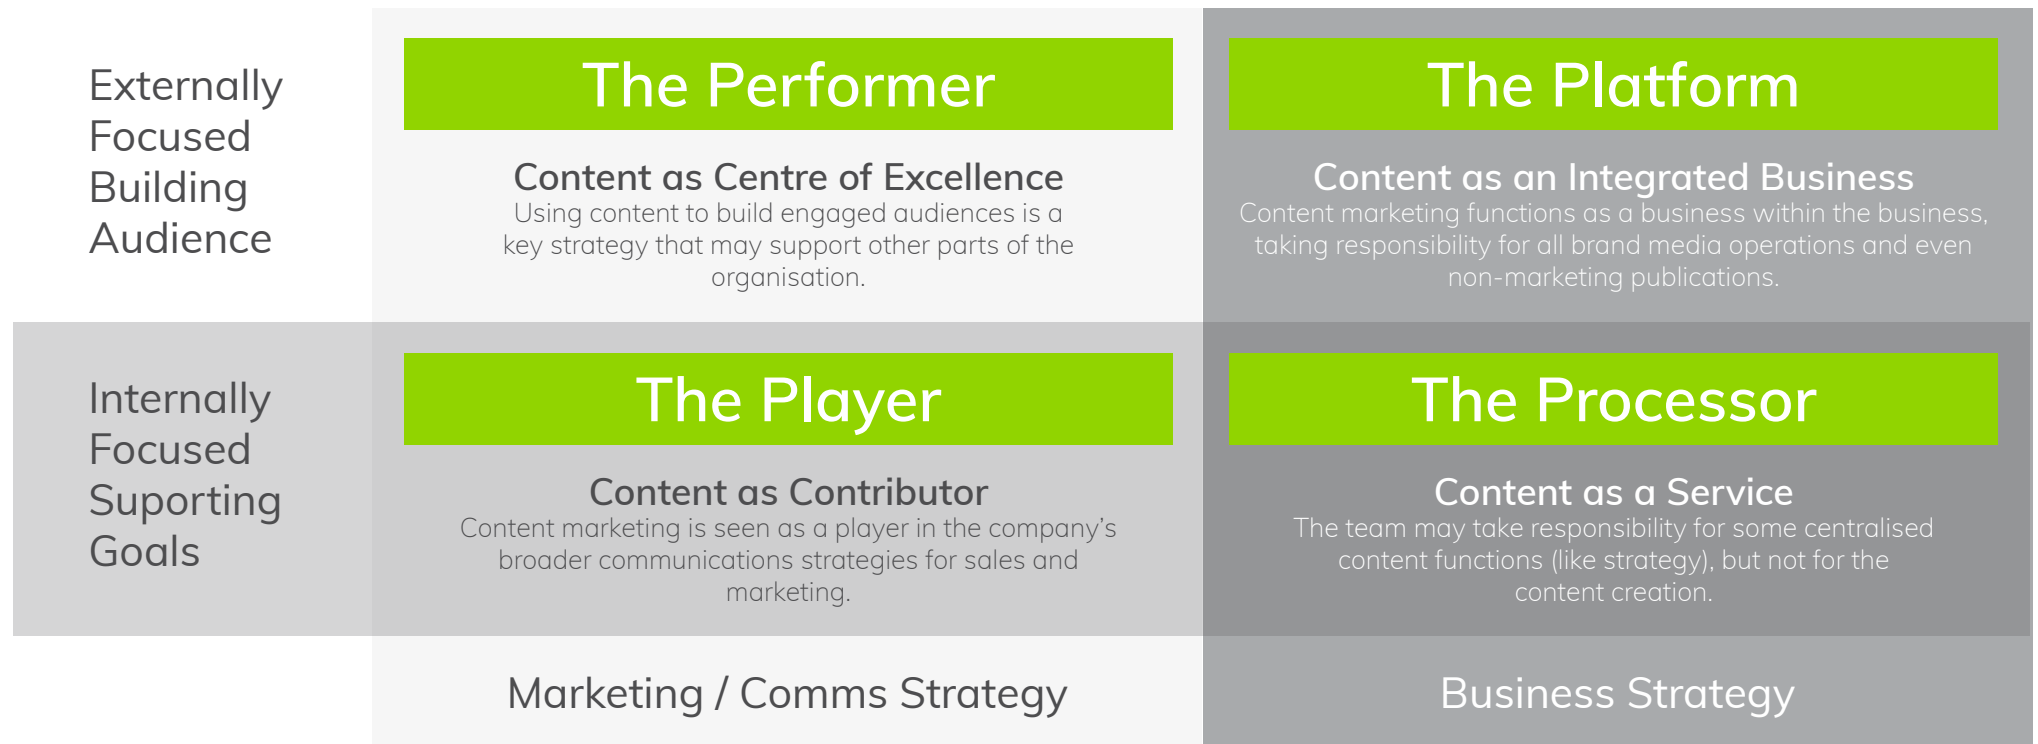 Externally
Focused
Building
Audience
The Performer
Content as Centre of Excellence
Using content to build engaged audiences is a
key strategy that may support other parts of the
organisation.
The Platform
Content as an Integrated Business
Content marketing functions as a business within the business,
taking responsibility for all brand media operations and even
non-marketing publications.
Internally
Focused
Suporting
Goals
The Player
Content as Contributor
Content marketing is seen as a player in the company’s
broader communications strategies for sales and
marketing.
The Processor
Content as a Service
The team may take responsibility for some centralised
content functions (like strategy), but not for the
content creation.
Marketing / Comms Strategy
Business Strategy